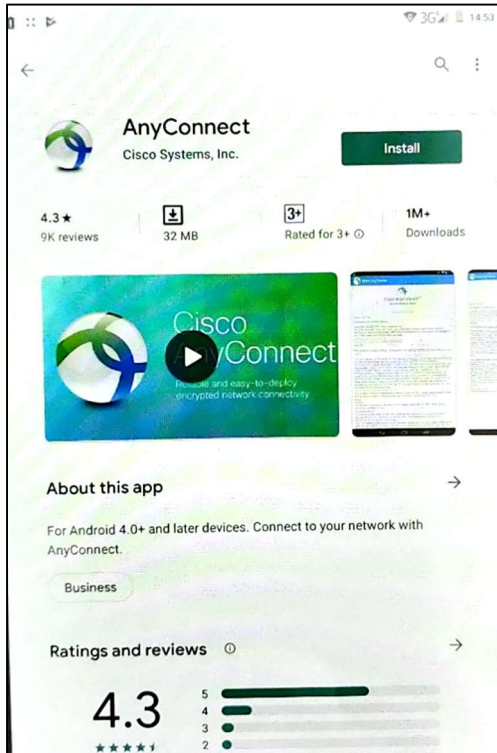 3G 14:53
AnyConnect
Cisco Systems, Inc.
Install
4.3★
9K reviews
32 MB
3+
Rated for 3+
1M+
Downloads
Cisco
AnyConnect
Reliable and easy-to-deploy
encrypted network connectivity
About this app
For Android 4.0+ and later devices. Connect to your network with
AnyConnect.
Business
Ratings and reviews
4.3
5
4
3
2